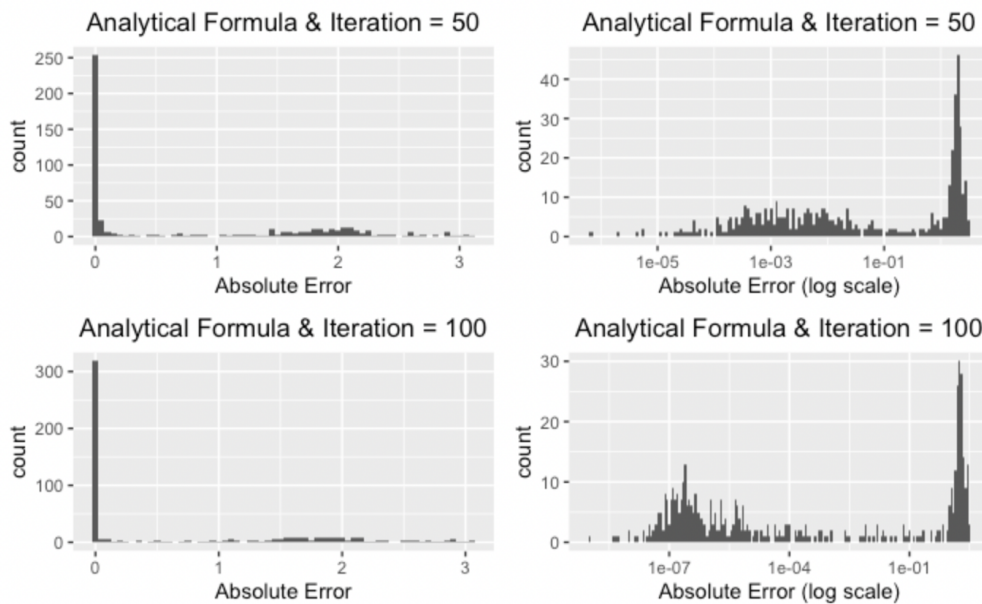 Analytical Formula & Iteration = 50
250
200
150
100
50
0
count
0 1 2 3
Absolute Error
Analytical Formula & Iteration = 50
40
30
20
10
0
count
1e-05 1e-03 1e-01
Absolute Error (log scale)
Analytical Formula & Iteration = 100
300
200
100
0
count
0 1 2 3
Absolute Error
Analytical Formula & Iteration = 100
30
20
10
0
count
1e-07 1e-04 1e-01
Absolute Error (log scale)